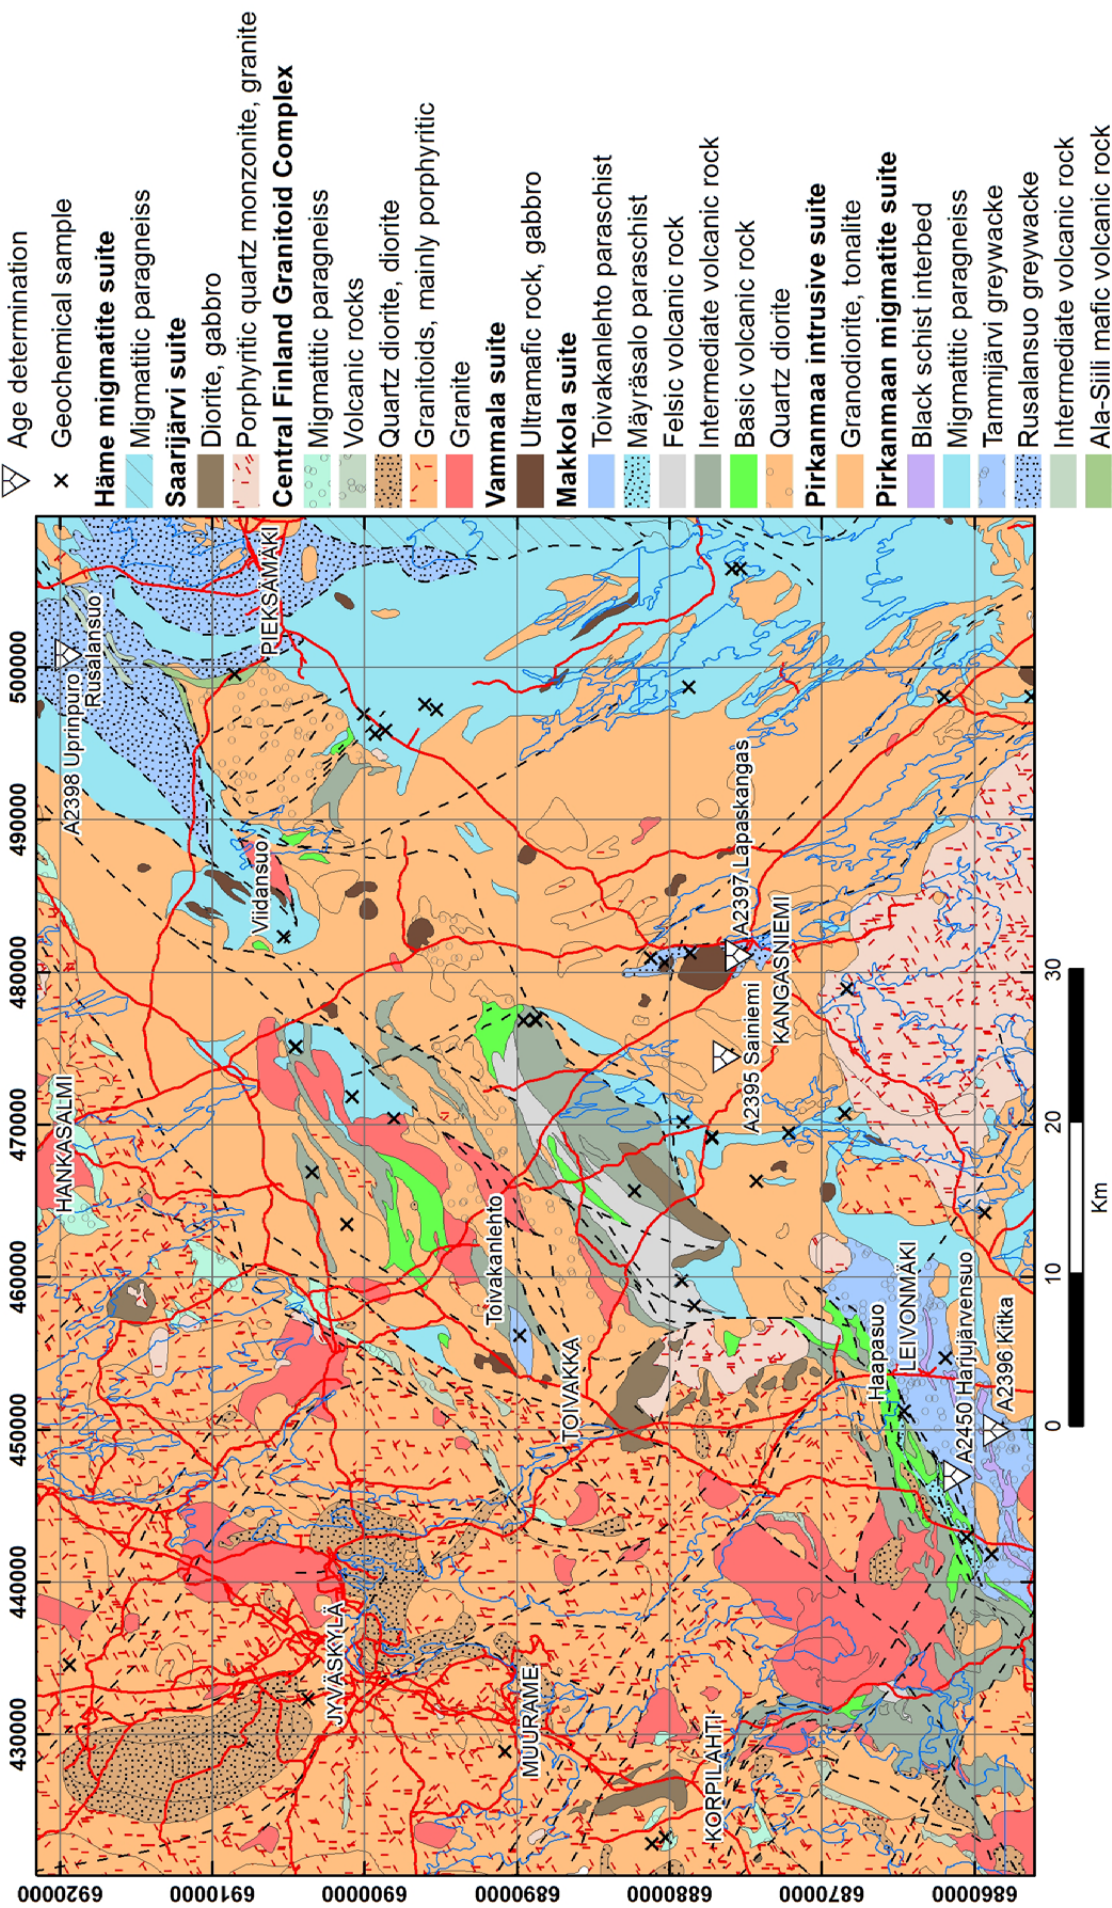 Age determination
× Geochemical sample
Häme migmatite suite
Migmatitic paragneiss
Saarijärvi suite
Diorite, gabbro
Porphyritic quartz monzonite, granite
Central Finland Granitoid Complex
Migmatitic paragneiss
Volcanic rocks
Quartz diorite, diorite
Granitoids, mainly porphyritic
Granite
Vammala suite
Ultramafic rock, gabbro
Makkola suite
Toivakanlehto paraschist
Mäyräsalo paraschist
Felsic volcanic rock
Intermediate volcanic rock
Basic volcanic rock
Quartz diorite
Pirkanmaa intrusive suite
Granodiorite, tonalite
Pirkanmaan migmatite suite
Black schist interbed
Migmatitic paragneiss
Tammijärvi greywacke
Rusalansuo greywacke
Intermediate volcanic rock
Ala-Siili mafic volcanic rock
430000
440000
450000
460000
470000
480000
490000
500000
6920000
6910000
6900000
6890000
6880000
6870000
6860000
HANKASALMI
A2398 Uprinpuro
Rusalansuo
PIEKSÄMÄKI
Viidansuo
JYVÄSKYLÄ
Toivakanlehto
MUURAME
TOIVAKKA
KORPILAHTI
A2397 Lapaskangas
A2395 Sainiemi
KANGASNIEMI
Haapasuo
LEIVONMÄKI
A2450 Harjujärvensuo
A2396 Kitka
0
10
20
30
Km